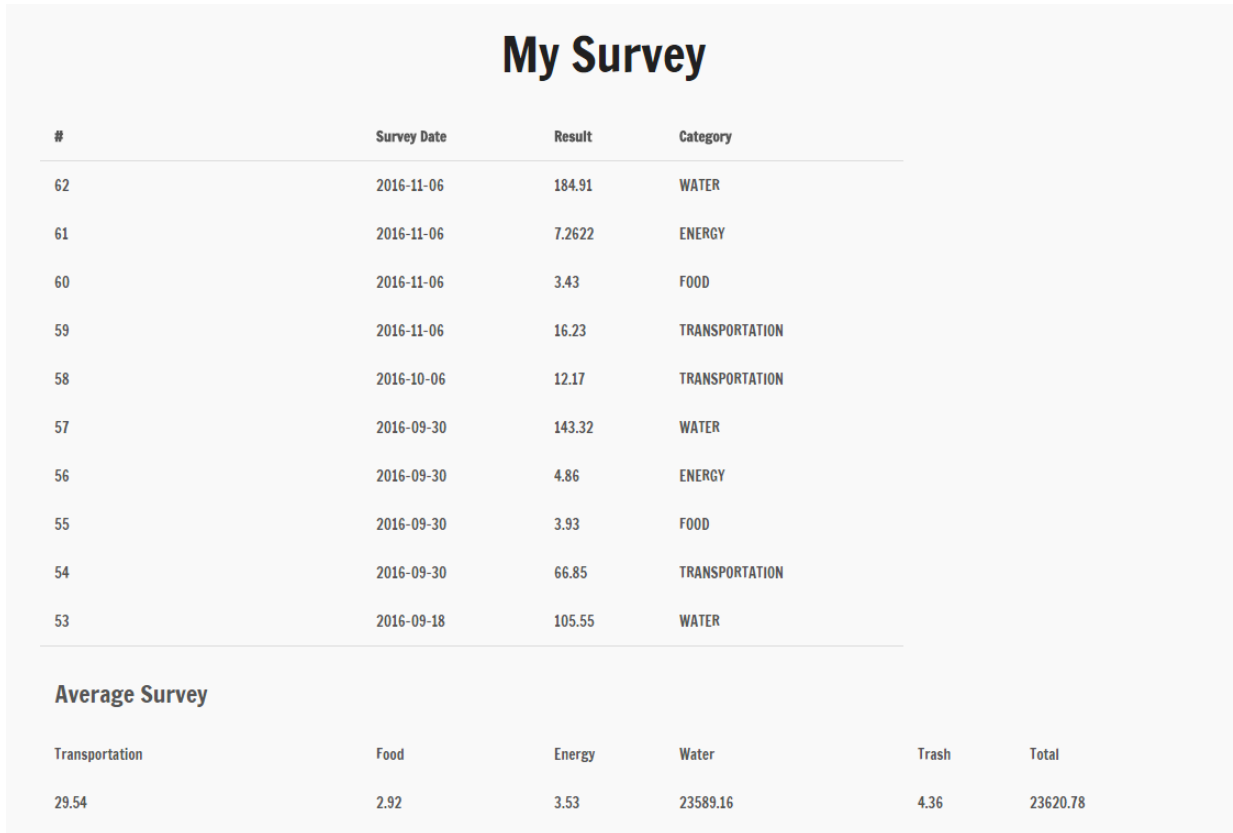 My Survey
# Survey Date Result Category
62 2016-11-06 184.91 WATER
61 2016-11-06 7.2622 ENERGY
60 2016-11-06 3.43 FOOD
59 2016-11-06 16.23 TRANSPORTATION
58 2016-10-06 12.17 TRANSPORTATION
57 2016-09-30 143.32 WATER
56 2016-09-30 4.86 ENERGY
55 2016-09-30 3.93 FOOD
54 2016-09-30 66.85 TRANSPORTATION
53 2016-09-18 105.55 WATER
Average Survey
Transportation Food Energy Water Trash Total
29.54 2.92 3.53 23589.16 4.36 23620.78